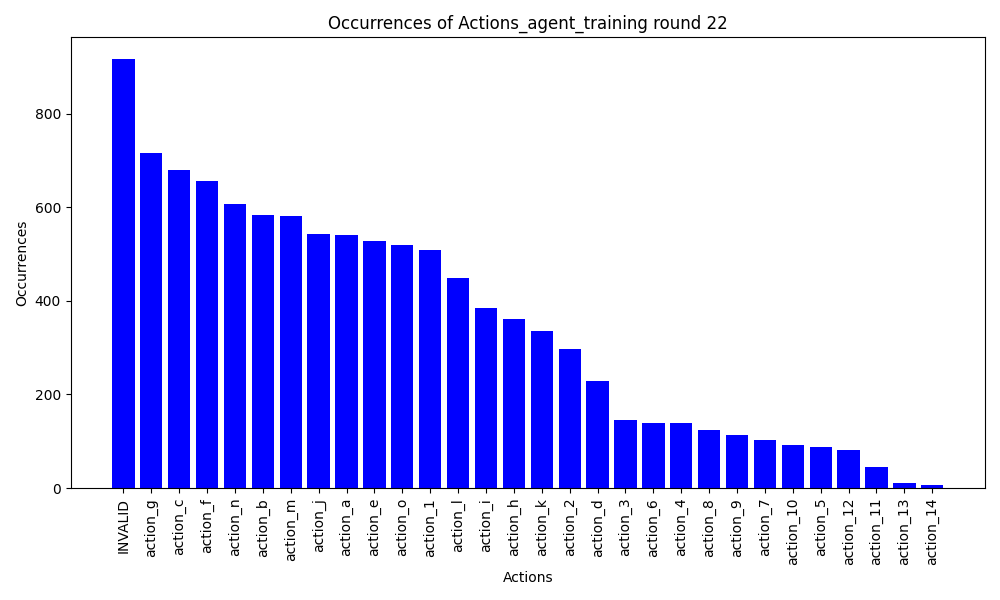 Occurrences of Actions_agent_training round 22
Occurrences
800
600
400
200
0
INVALID
action_g
action_c
action_f
action_n
action_b
action_m
action_j
action_a
action_e
action_o
action_1
action_l
action_i
action_h
action_k
action_2
action_d
action_3
action_6
action_4
action_8
action_9
action_7
action_10
action_5
action_12
action_11
action_13
action_14
Actions